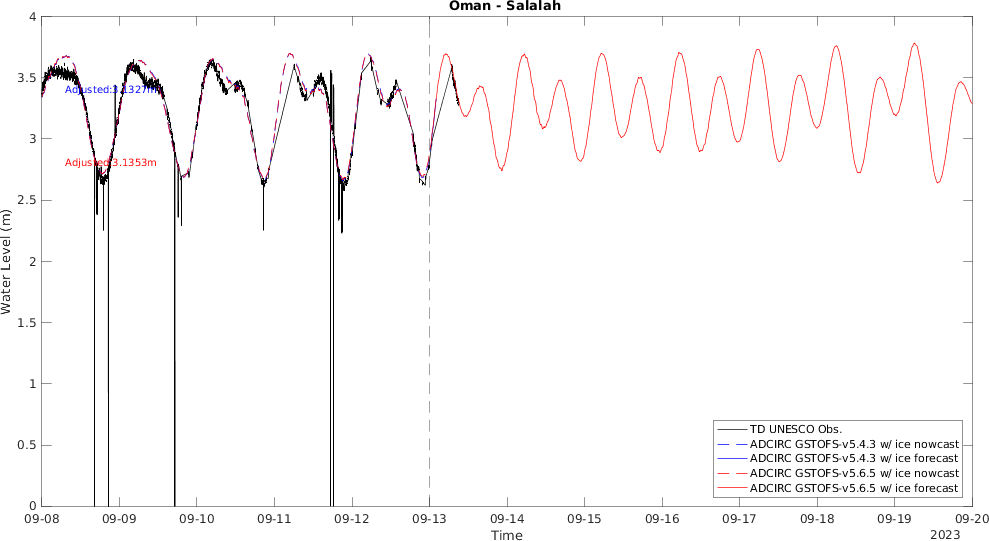 Oman - Salalah
4
3.5
3
2.5
2
1.5
1
0.5
0
Water Level (m)
Adjusted:3.1327m
Adjusted:3.1353m
TD UNESCO Obs.
ADCIRC GSTOFS-v5.4.3 w/ ice nowcast
ADCIRC GSTOFS-v5.4.3 w/ ice forecast
ADCIRC GSTOFS-v5.6.5 w/ ice nowcast
ADCIRC GSTOFS-v5.6.5 w/ ice forecast
09-08 09-09 09-10 09-11 09-12 09-13 09-14 09-15 09-16 09-17 09-18 09-19 09-20
Time
2023